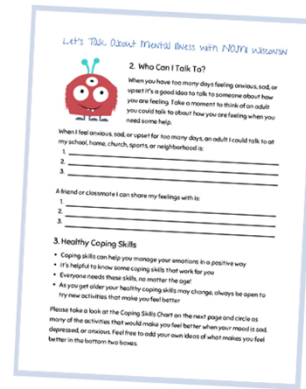 Let's Talk About Mental Illness with NAMI Wisconsin
2. Who Can I Talk To?
When you have too many days feeling anxious, sad, or
upset it's a good idea to talk to someone about how
you are feeling. Take a moment to think of an adult
you could talk to about how you are feeling when you
need some help.
When I feel anxious, sad, or upset for too many days, an adult I could talk to at
my school, home, church, sports, or neighborhood is:
1.
2.
3.
A friend or classmate I can share my feelings with is:
1.
2.
3.
3. Healthy Coping Skills
• Coping skills can help you manage your emotions in a positive way
• It's helpful to know some coping skills that work for you
• Everyone needs these skills, no matter the age!
• As you get older your healthy coping skills may change, always be open to
try new activities that make you feel better
Please take a look at the Coping Skills Chart on the next page and circle as
many of the activities that would make you feel better when your mood is sad,
depressed, or anxious. Feel free to add your own ideas of what makes you feel
better in the bottom two boxes.